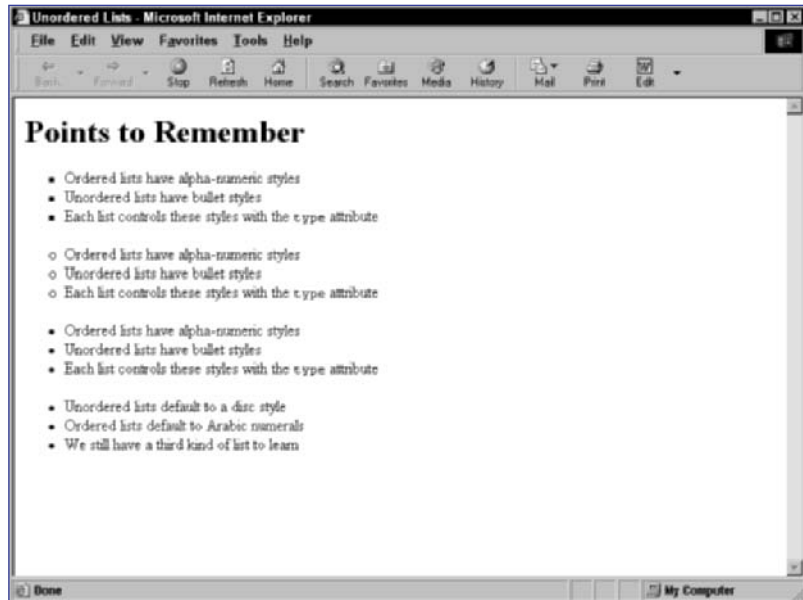 Unordered Lists - Microsoft Internet Explorer
File Edit View Favorites Tools Help
Back Forward Stop Refresh Home Search Favorites Media History Mail Print Edit
Points to Remember
Ordered lists have alpha-numeric styles
Unordered lists have bullet styles
Each list controls these styles with the type attribute
Ordered lists have alpha-numeric styles
Unordered lists have bullet styles
Each list controls these styles with the type attribute
Ordered lists have alpha-numeric styles
Unordered lists have bullet styles
Each list controls these styles with the type attribute
Unordered lists default to a disc style
Ordered lists default to Arabic numerals
We still have a third kind of list to learn
Done My Computer